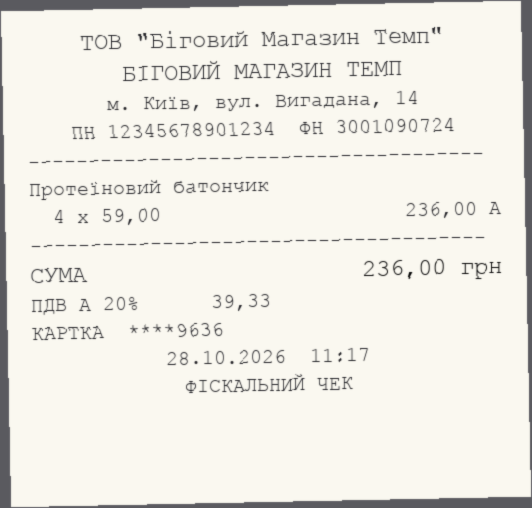 ТОВ "Біговий Магазин Темп"
БІГОВИЙ МАГАЗИН ТЕМП
м. Київ, вул. Вигадана, 14
ПН 12345678901234 ФН 3001090724
Протеїновий батончик
4 x 59,00 236,00 А
СУМА 236,00 грн
ПДВ А 20% 39,33
КАРТКА ****9636
28.10.2026 11:17
ФІСКАЛЬНИЙ ЧЕК